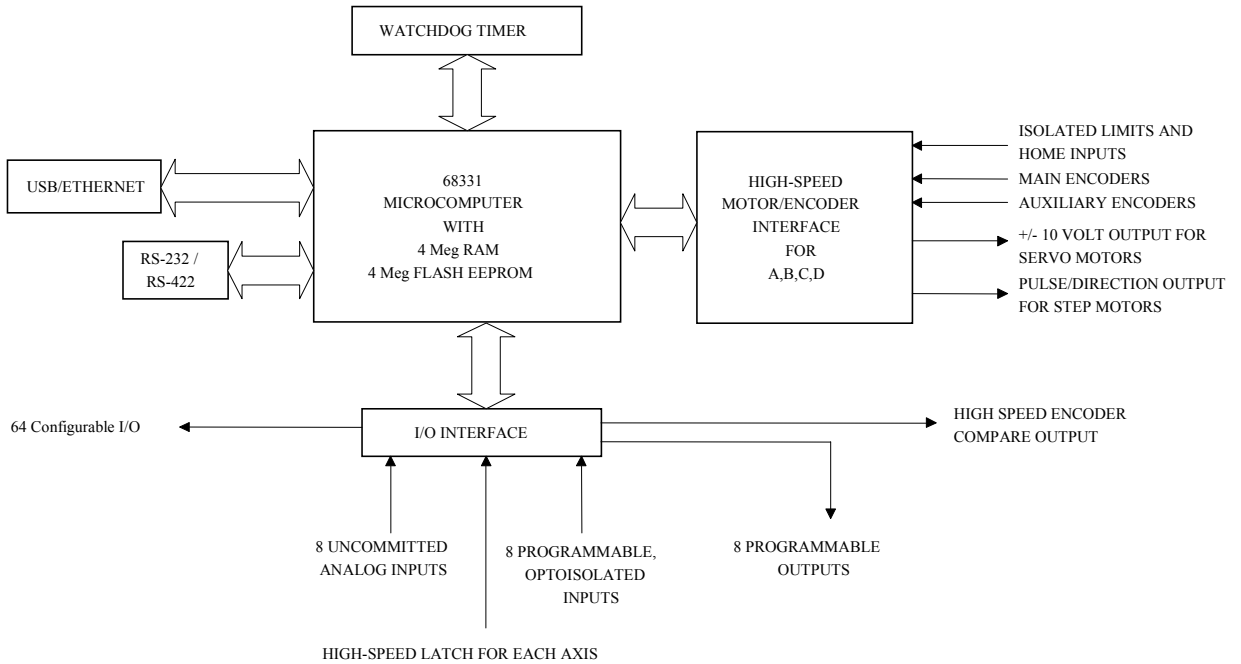 WATCHDOG TIMER
USB/ETHERNET
RS-232 /
RS-422
68331
MICROCOMPUTER
WITH
4 Meg RAM
4 Meg FLASH EEPROM
HIGH-SPEED
MOTOR/ENCODER
INTERFACE
FOR
A,B,C,D
ISOLATED LIMITS AND
HOME INPUTS
MAIN ENCODERS
AUXILIARY ENCODERS
+/- 10 VOLT OUTPUT FOR
SERVO MOTORS
PULSE/DIRECTION OUTPUT
FOR STEP MOTORS
64 Configurable I/O
I/O INTERFACE
HIGH SPEED ENCODER
COMPARE OUTPUT
8 UNCOMMITTED
ANALOG INPUTS
8 PROGRAMMABLE,
OPTOISOLATED
INPUTS
8 PROGRAMMABLE
OUTPUTS
HIGH-SPEED LATCH FOR EACH AXIS